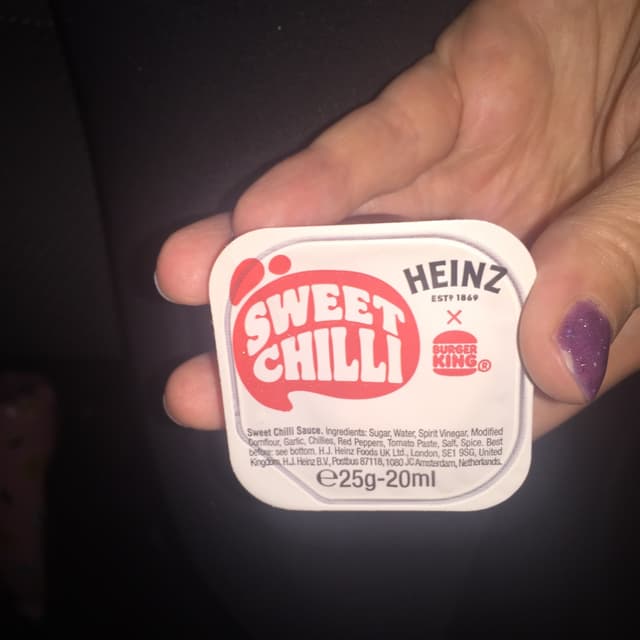 SWEET
CHILLI
HEINZ
ESTD 1869
X
BURGER
KING®
Sweet Chilli Sauce. Ingredients: Sugar, Water, Spirit Vinegar, Modified
Cornflour, Garlic, Chillies, Red Peppers, Tomato Paste, Salt, Spice. Best
before: see bottom. H.J. Heinz Foods UK Ltd., London, SE1 9SG, United
Kingdom, H.J. Heinz B.V., Postbus 87118, 1080 JC Amsterdam, Netherlands.
℮25g-20ml